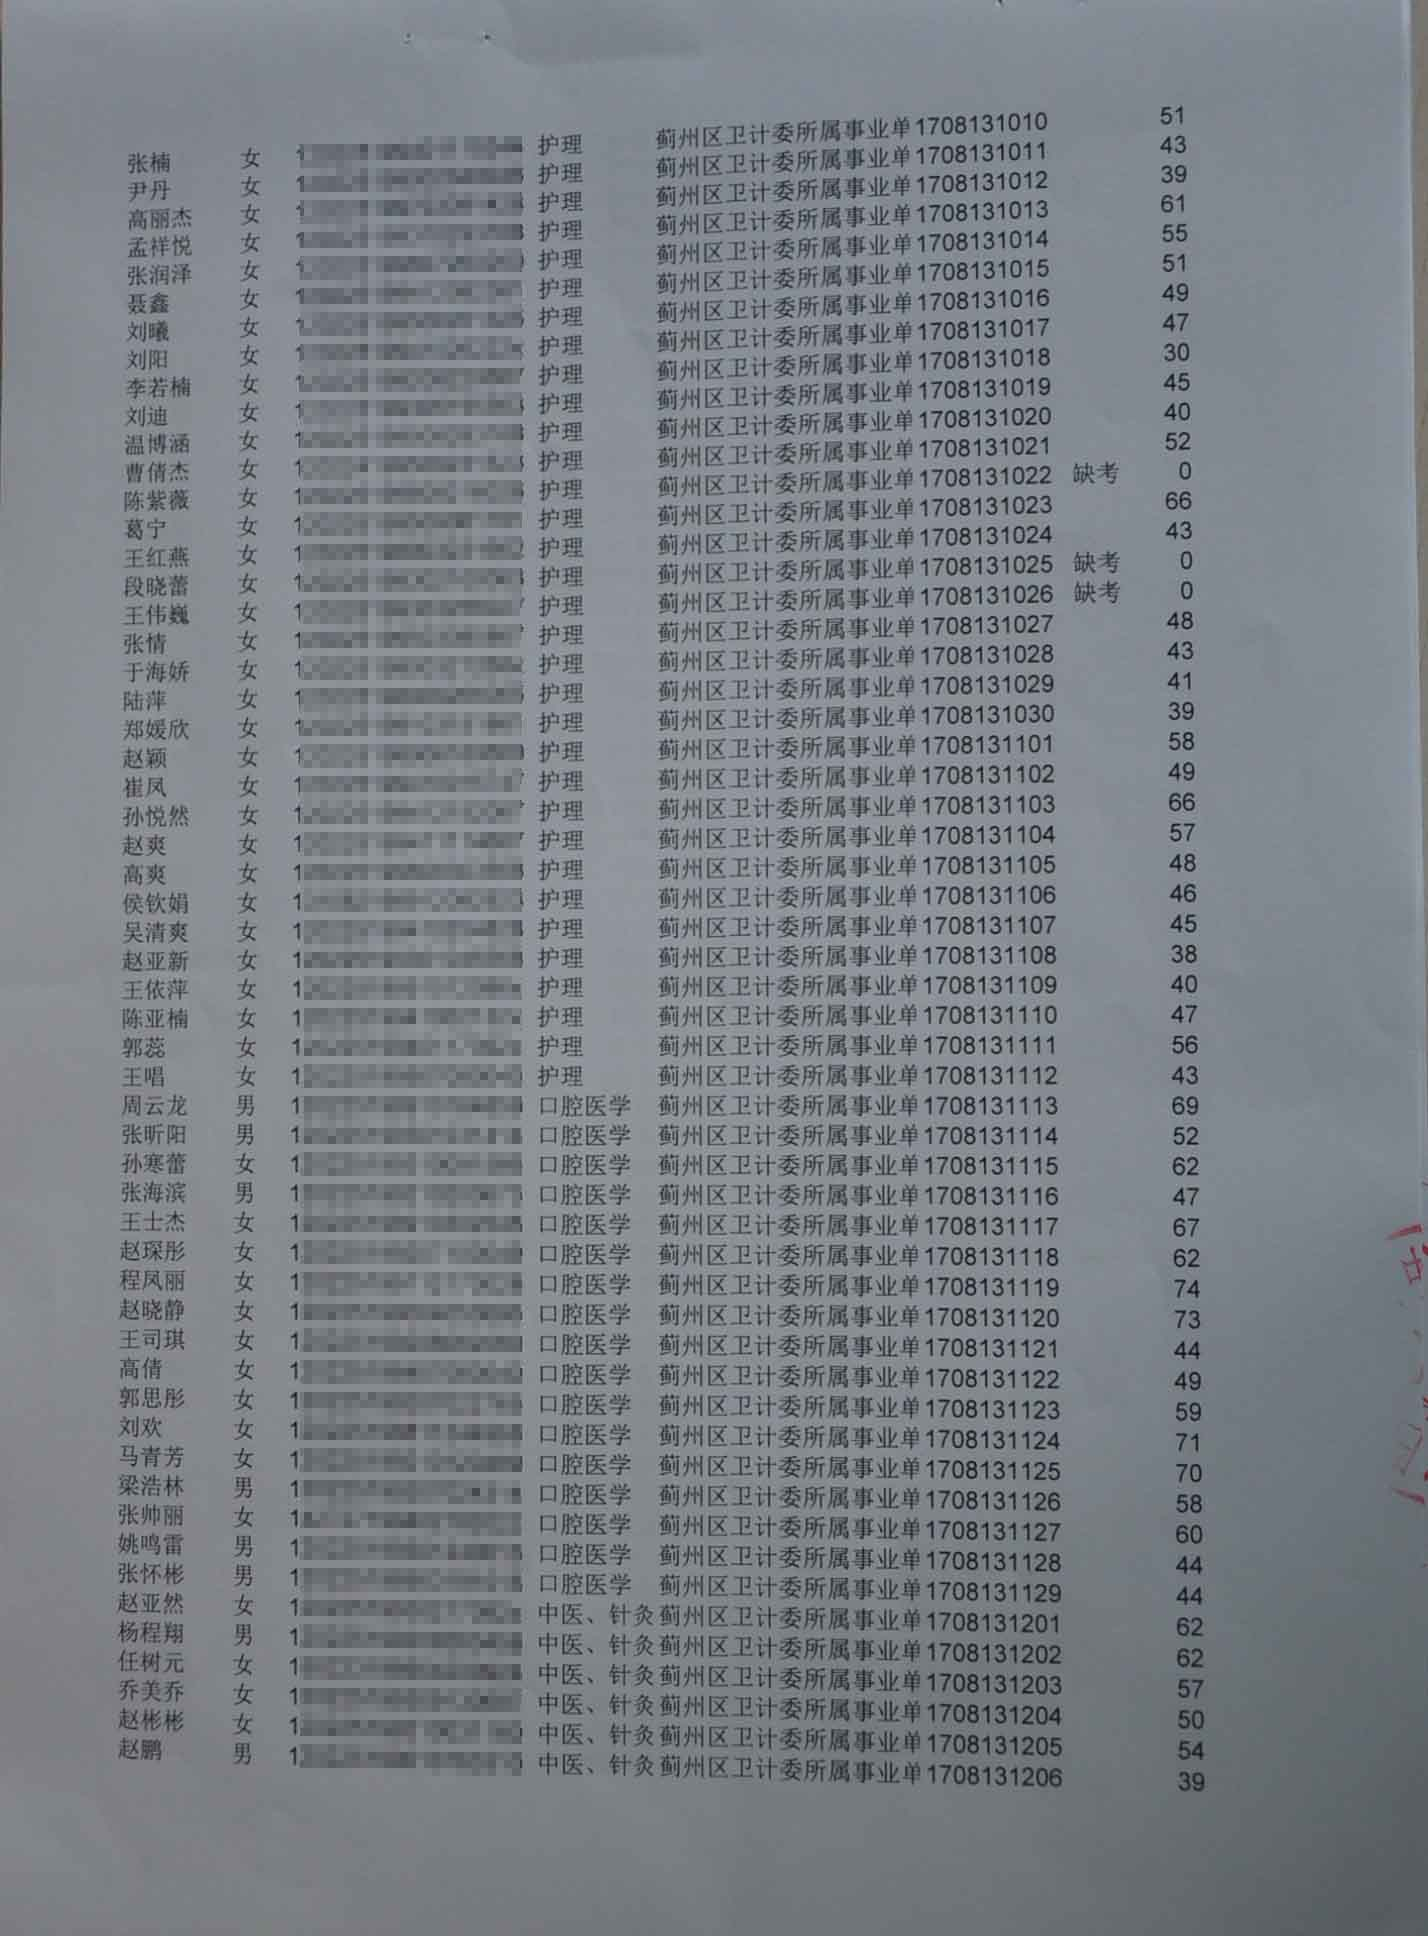 张楠 女 护理 蓟州区卫计委所属事业单1708131010 51
尹丹 女 护理 蓟州区卫计委所属事业单1708131011 43
高丽杰 女 护理 蓟州区卫计委所属事业单1708131012 39
孟祥悦 女 护理 蓟州区卫计委所属事业单1708131013 61
张润泽 女 护理 蓟州区卫计委所属事业单1708131014 55
聂鑫 女 护理 蓟州区卫计委所属事业单1708131015 51
刘曦 女 护理 蓟州区卫计委所属事业单1708131016 49
刘阳 女 护理 蓟州区卫计委所属事业单1708131017 47
李若楠 女 护理 蓟州区卫计委所属事业单1708131018 30
刘迪 女 护理 蓟州区卫计委所属事业单1708131019 45
温博涵 女 护理 蓟州区卫计委所属事业单1708131020 40
曹倩杰 女 护理 蓟州区卫计委所属事业单1708131021 52
陈紫薇 女 护理 蓟州区卫计委所属事业单1708131022 缺考 0
葛宁 女 护理 蓟州区卫计委所属事业单1708131023 66
王红燕 女 护理 蓟州区卫计委所属事业单1708131024 43
段晓蕾 女 护理 蓟州区卫计委所属事业单1708131025 缺考 0
王伟巍 女 护理 蓟州区卫计委所属事业单1708131026 缺考 0
张情 女 护理 蓟州区卫计委所属事业单1708131027 48
于海娇 女 护理 蓟州区卫计委所属事业单1708131028 43
陆萍 女 护理 蓟州区卫计委所属事业单1708131029 41
郑媛欣 女 护理 蓟州区卫计委所属事业单1708131030 39
赵颖 女 护理 蓟州区卫计委所属事业单1708131101 58
崔凤 女 护理 蓟州区卫计委所属事业单1708131102 49
孙悦然 女 护理 蓟州区卫计委所属事业单1708131103 66
赵爽 女 护理 蓟州区卫计委所属事业单1708131104 57
高爽 女 护理 蓟州区卫计委所属事业单1708131105 48
侯钦娟 女 护理 蓟州区卫计委所属事业单1708131106 46
吴清爽 女 护理 蓟州区卫计委所属事业单1708131107 45
赵亚新 女 护理 蓟州区卫计委所属事业单1708131108 38
王依萍 女 护理 蓟州区卫计委所属事业单1708131109 40
陈亚楠 女 护理 蓟州区卫计委所属事业单1708131110 47
郭蕊 女 护理 蓟州区卫计委所属事业单1708131111 56
王唱 女 护理 蓟州区卫计委所属事业单1708131112 43
周云龙 男 口腔医学 蓟州区卫计委所属事业单1708131113 69
张昕阳 男 口腔医学 蓟州区卫计委所属事业单1708131114 52
孙寒蕾 女 口腔医学 蓟州区卫计委所属事业单1708131115 62
张海滨 男 口腔医学 蓟州区卫计委所属事业单1708131116 47
王士杰 女 口腔医学 蓟州区卫计委所属事业单1708131117 67
赵琛彤 女 口腔医学 蓟州区卫计委所属事业单1708131118 62
程凤丽 女 口腔医学 蓟州区卫计委所属事业单1708131119 74
赵晓静 女 口腔医学 蓟州区卫计委所属事业单1708131120 73
王司琪 女 口腔医学 蓟州区卫计委所属事业单1708131121 44
高倩 女 口腔医学 蓟州区卫计委所属事业单1708131122 49
郭思彤 女 口腔医学 蓟州区卫计委所属事业单1708131123 59
刘欢 女 口腔医学 蓟州区卫计委所属事业单1708131124 71
马青芳 女 口腔医学 蓟州区卫计委所属事业单1708131125 70
梁浩林 男 口腔医学 蓟州区卫计委所属事业单1708131126 58
张帅丽 女 口腔医学 蓟州区卫计委所属事业单1708131127 60
姚鸣雷 男 口腔医学 蓟州区卫计委所属事业单1708131128 44
张怀彬 男 口腔医学 蓟州区卫计委所属事业单1708131129 44
赵亚然 女 中医、针灸 蓟州区卫计委所属事业单1708131201 62
杨程翔 男 中医、针灸 蓟州区卫计委所属事业单1708131202 62
任树元 女 中医、针灸 蓟州区卫计委所属事业单1708131203 57
乔美乔 女 中医、针灸 蓟州区卫计委所属事业单1708131204 50
赵彬彬 女 中医、针灸 蓟州区卫计委所属事业单1708131205 54
赵鹏 男 中医、针灸 蓟州区卫计委所属事业单1708131206 39